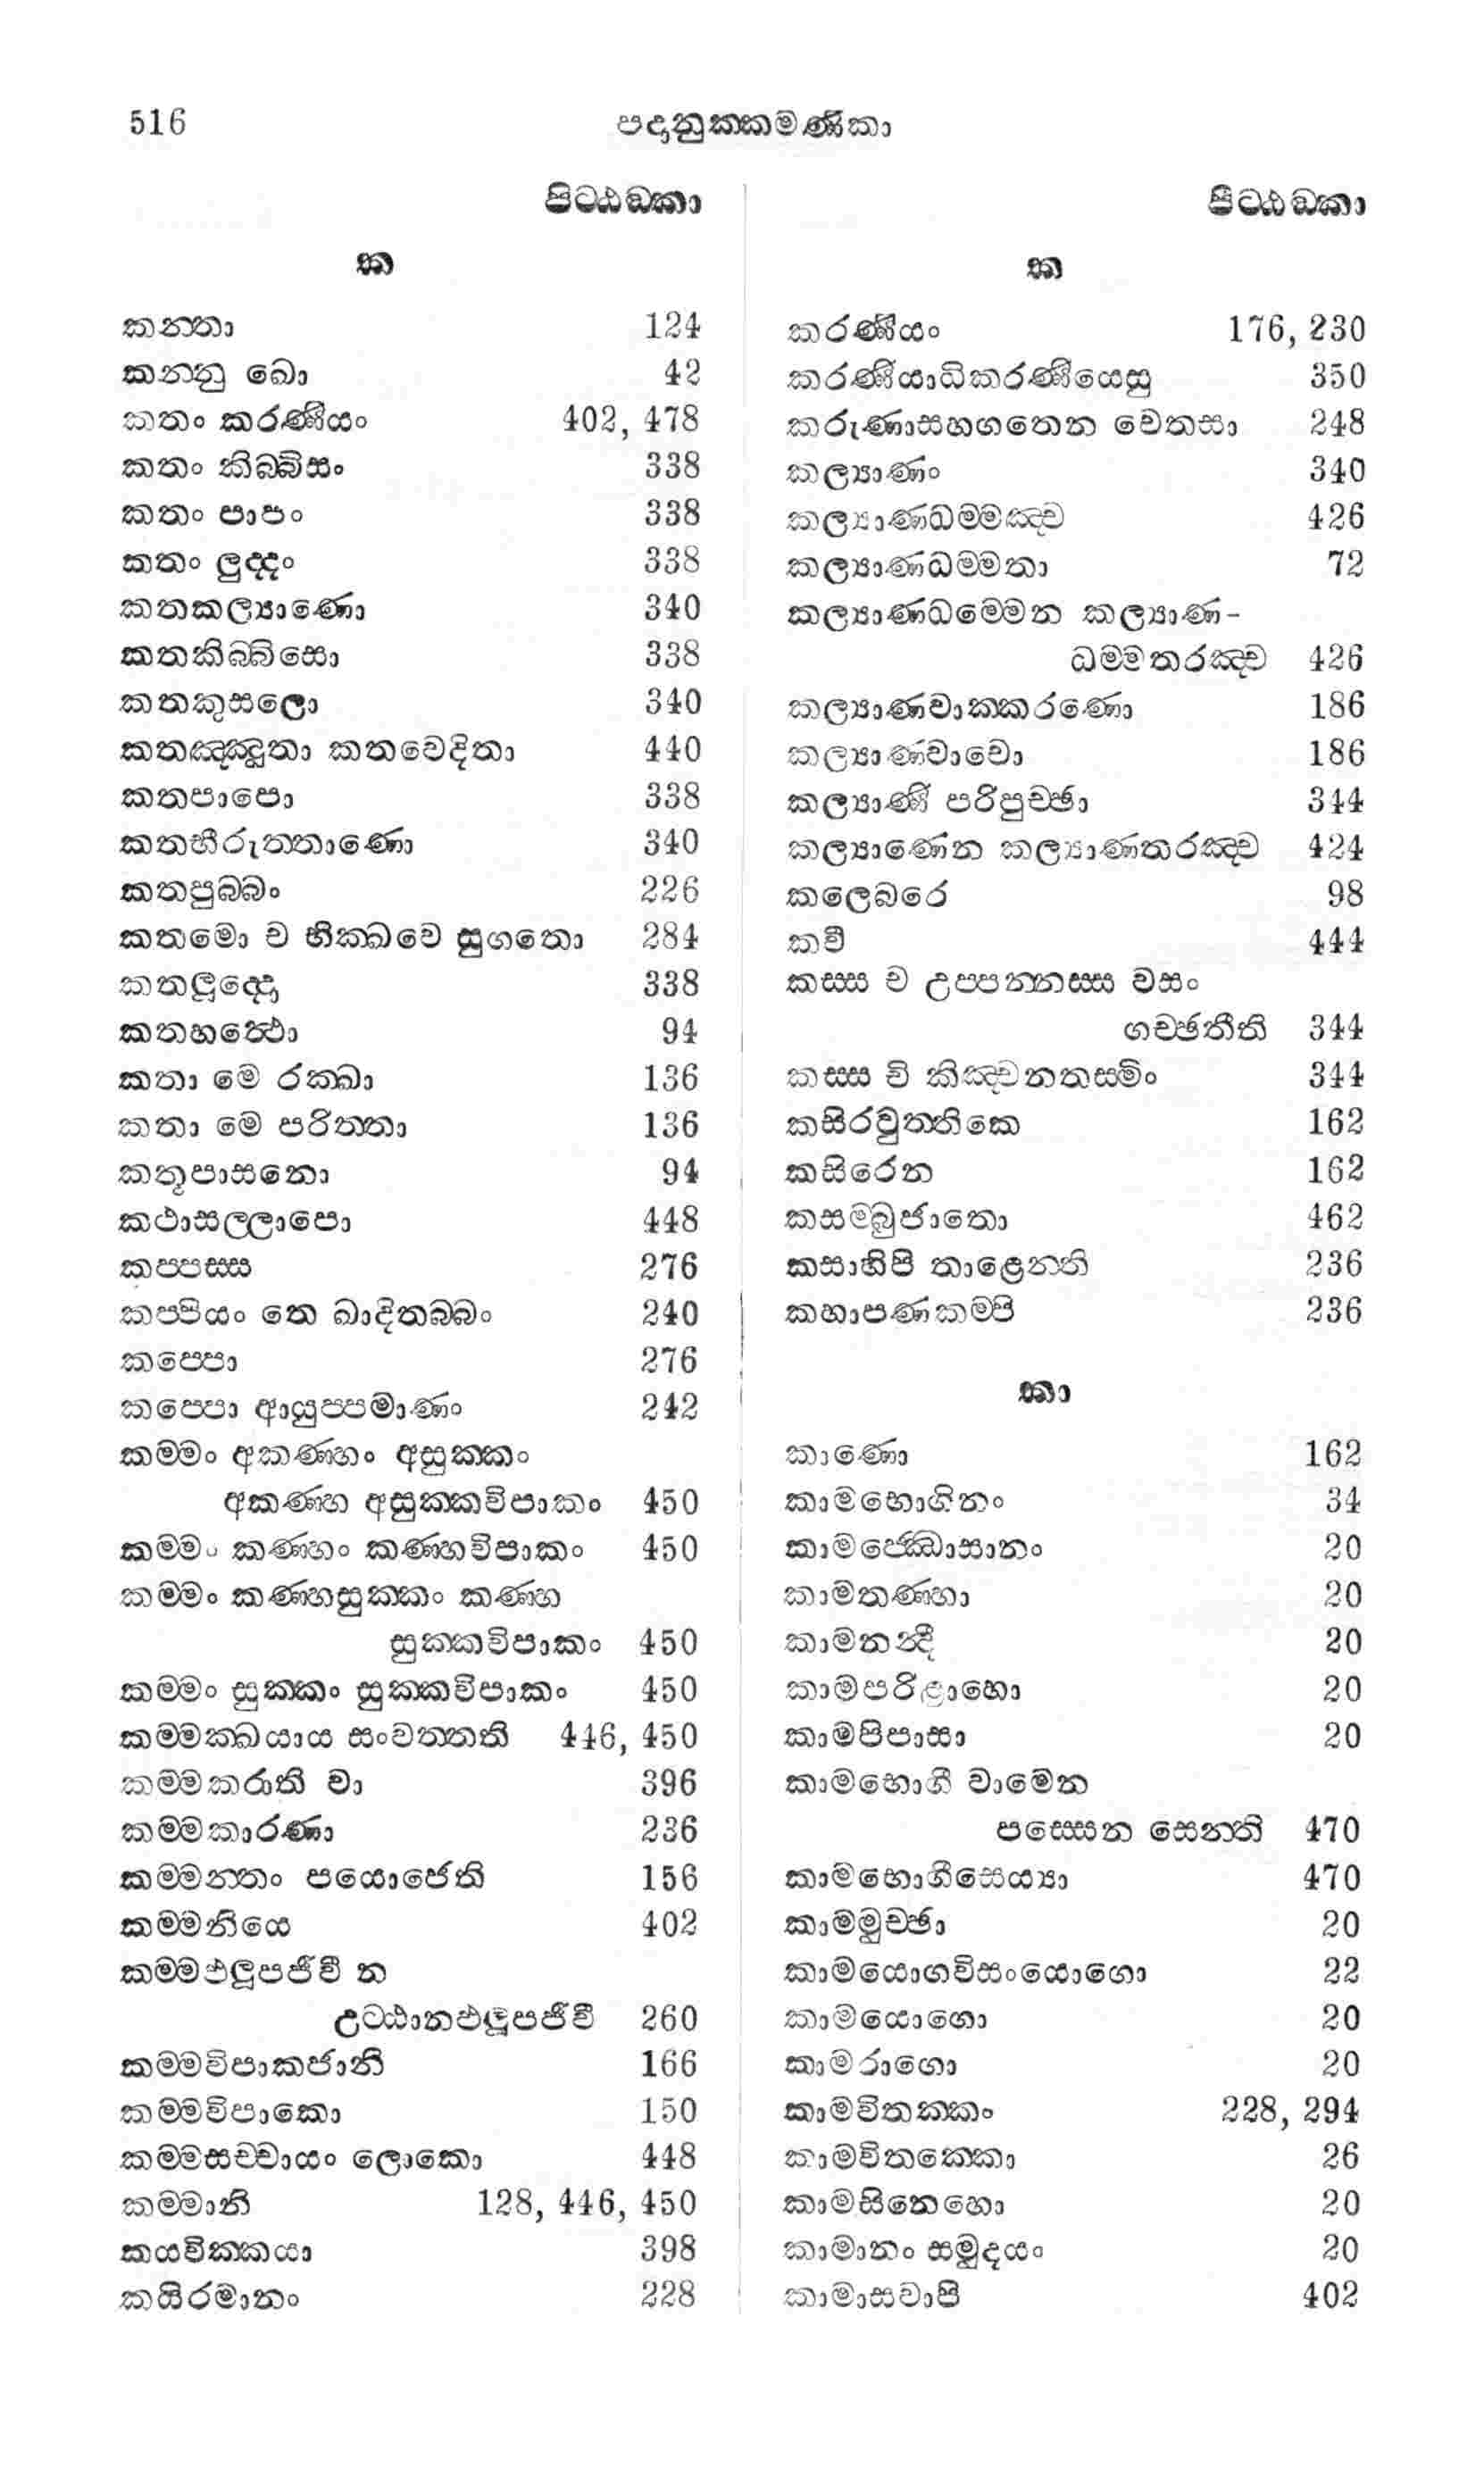 516
පදානුක්කමණිකා
පිට්ඨඞ්කා
ක
කන්තා 124
කන්නු ඛො 42
කතං කරණීයං 402, 478
කතං කිබ්බිසං 338
කතං පාපං 338
කතං ලුද්දං 338
කතකල්‍යාණො 340
කතකිබ්බිසො 338
කතකුසලො 340
කතඤ්ඤුතා කතවෙදිතා 440
කතපාපො 338
කතභීරුත්තාණො 340
කතපුබ්බං 226
කතමො ච භික්ඛවෙ සුගතො 284
කතලුද්දො 338
කතහත්‍ථො 94
කතා මෙ රක්ඛා 136
කතා මෙ පරිත්තා 136
කතූපාසනො 94
කථාසල්ලාපො 448
කප්පස්ස 276
කප්පියං තෙ ඛාදිතබ්බං 240
කප්පො 276
කප්පො ආයුප්පමාණං 242
කම්මං අකණ්හං අසුක්කං
අකණ්හ අසුක්කවිපාකං 450
කම්මං කණ්හං කණ්හවිපාකං 450
කම්මං කණ්හසුක්කං කණ්හ
සුක්කවිපාකං 450
කම්මං සුක්කං සුක්කවිපාකං 450
කම්මක්ඛයාය සංවත්තති 446, 450
කම්මකරාති වා 396
කම්මකාරණා 236
කම්මන්තං පයොජෙති 156
කම්මනියෙ 402
කම්මඵලූපජීවී න
උට්ඨානඵලූපජීවී 260
කම්මවිපාකජානි 166
කම්මවිපාකො 150
කම්මසච්චායං ලොකො 448
කම්මානි 128, 446, 450
කයවික්කයා 398
කයිරමානං 228
පීට්ඨඞ්කා
ක
කරණීයං 176, 230
කරණීයාධිකරණීයෙසු 350
කරුණාසහගතෙන චෙතසා 248
කල්‍යාණං 340
කල්‍යාණධම්මඤ්ච 426
කල්‍යාණධම්මතා 72
කල්‍යාණධම්මෙන කල්‍යාණ-
ධම්මතරඤ්ච 426
කල්‍යාණවාක්කරණො 186
කල්‍යාණවාචො 186
කල්‍යාණී පරිපුච්ඡා 344
කල්‍යාණෙන කල්‍යාණතරඤ්ච 424
කලෙබරෙ 98
කවී 444
කස්ස ච උප්පන්නස්ස වසං
ගච්ඡතීති 344
කස්ස චි කිඤ්චනතස්මිං 344
කසිරවුත්තිකෙ 162
කසිරෙන 162
කසම්බුජාතො 462
කසාහිපි තාළෙන්ති 236
කහාපණකම්පි 236
කා
කාණො 162
කාමභොගිනං 34
කාමජ්ඣොසානං 20
කාමතණ්හා 20
කාමනන්‍දී 20
කාමපරිළාහො 20
කාමපිපාසා 20
කාමභොගී වාමෙන
පස්සෙන සෙන්ති 470
කාමභොගීසෙය්‍යා 470
කාමමුච්ඡා 20
කාමයොගවිසංයොගො 22
කාමයොගො 20
කාමරාගො 20
කාමවිතක්කං 228, 294
කාමවිතක්කො 26
කාමසිනෙහො 20
කාමානං සමුදයං 20
කාමාසවාපි 402